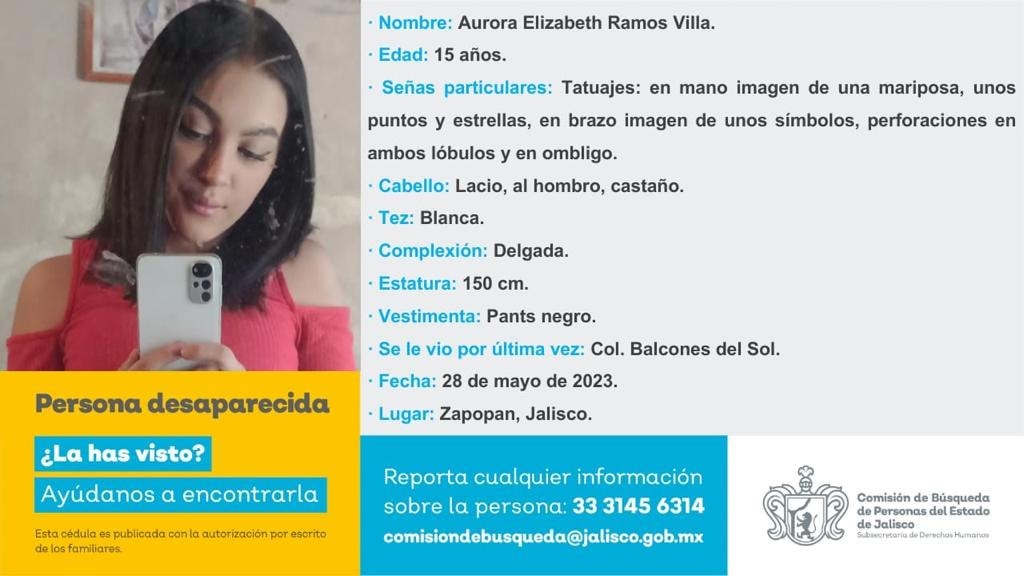 · Nombre: Aurora Elizabeth Ramos Villa.
· Edad: 15 años.
· Señas particulares: Tatuajes: en mano imagen de una mariposa, unos
puntos y estrellas, en brazo imagen de unos símbolos, perforaciones en
ambos lóbulos y en ombligo.
· Cabello: Lacio, al hombro, castaño.
· Tez: Blanca.
· Complexión: Delgada.
· Estatura: 150 cm.
· Vestimenta: Pants negro.
· Se le vio por última vez: Col. Balcones del Sol.
· Fecha: 28 de mayo de 2023.
· Lugar: Zapopan, Jalisco.
Persona desaparecida
¿La has visto?
Ayúdanos a encontrarla
Esta cédula es publicada con la autorización por escrito
de los familiares.
Reporta cualquier información
sobre la persona: 33 3145 6314
comisiondebusqueda@jalisco.gob.mx
Comisión de Búsqueda
de Personas del Estado
de Jalisco
Subsecretaría de Derechos Humanos